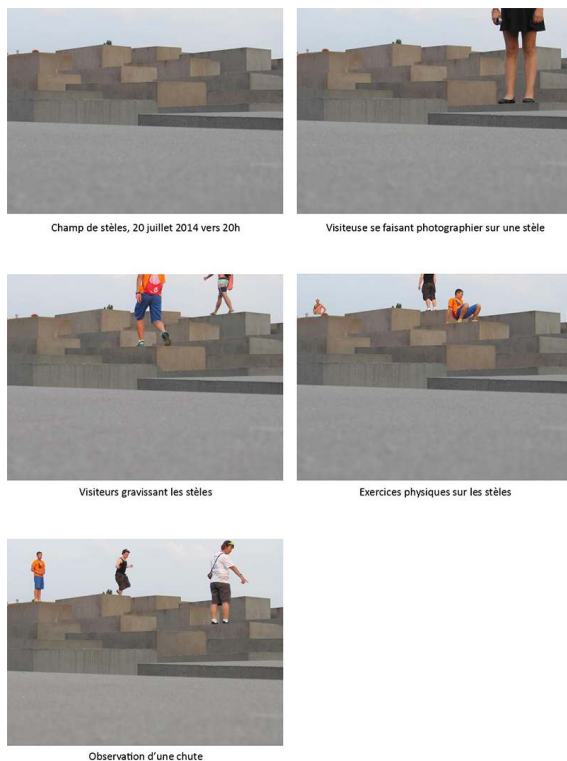 Champ de stèles, 20 juillet 2014 vers 20h
Visiteuse se faisant photographier sur une stèle
Visiteurs gravissant les stèles
Exercices physiques sur les stèles
Observation d'une chute